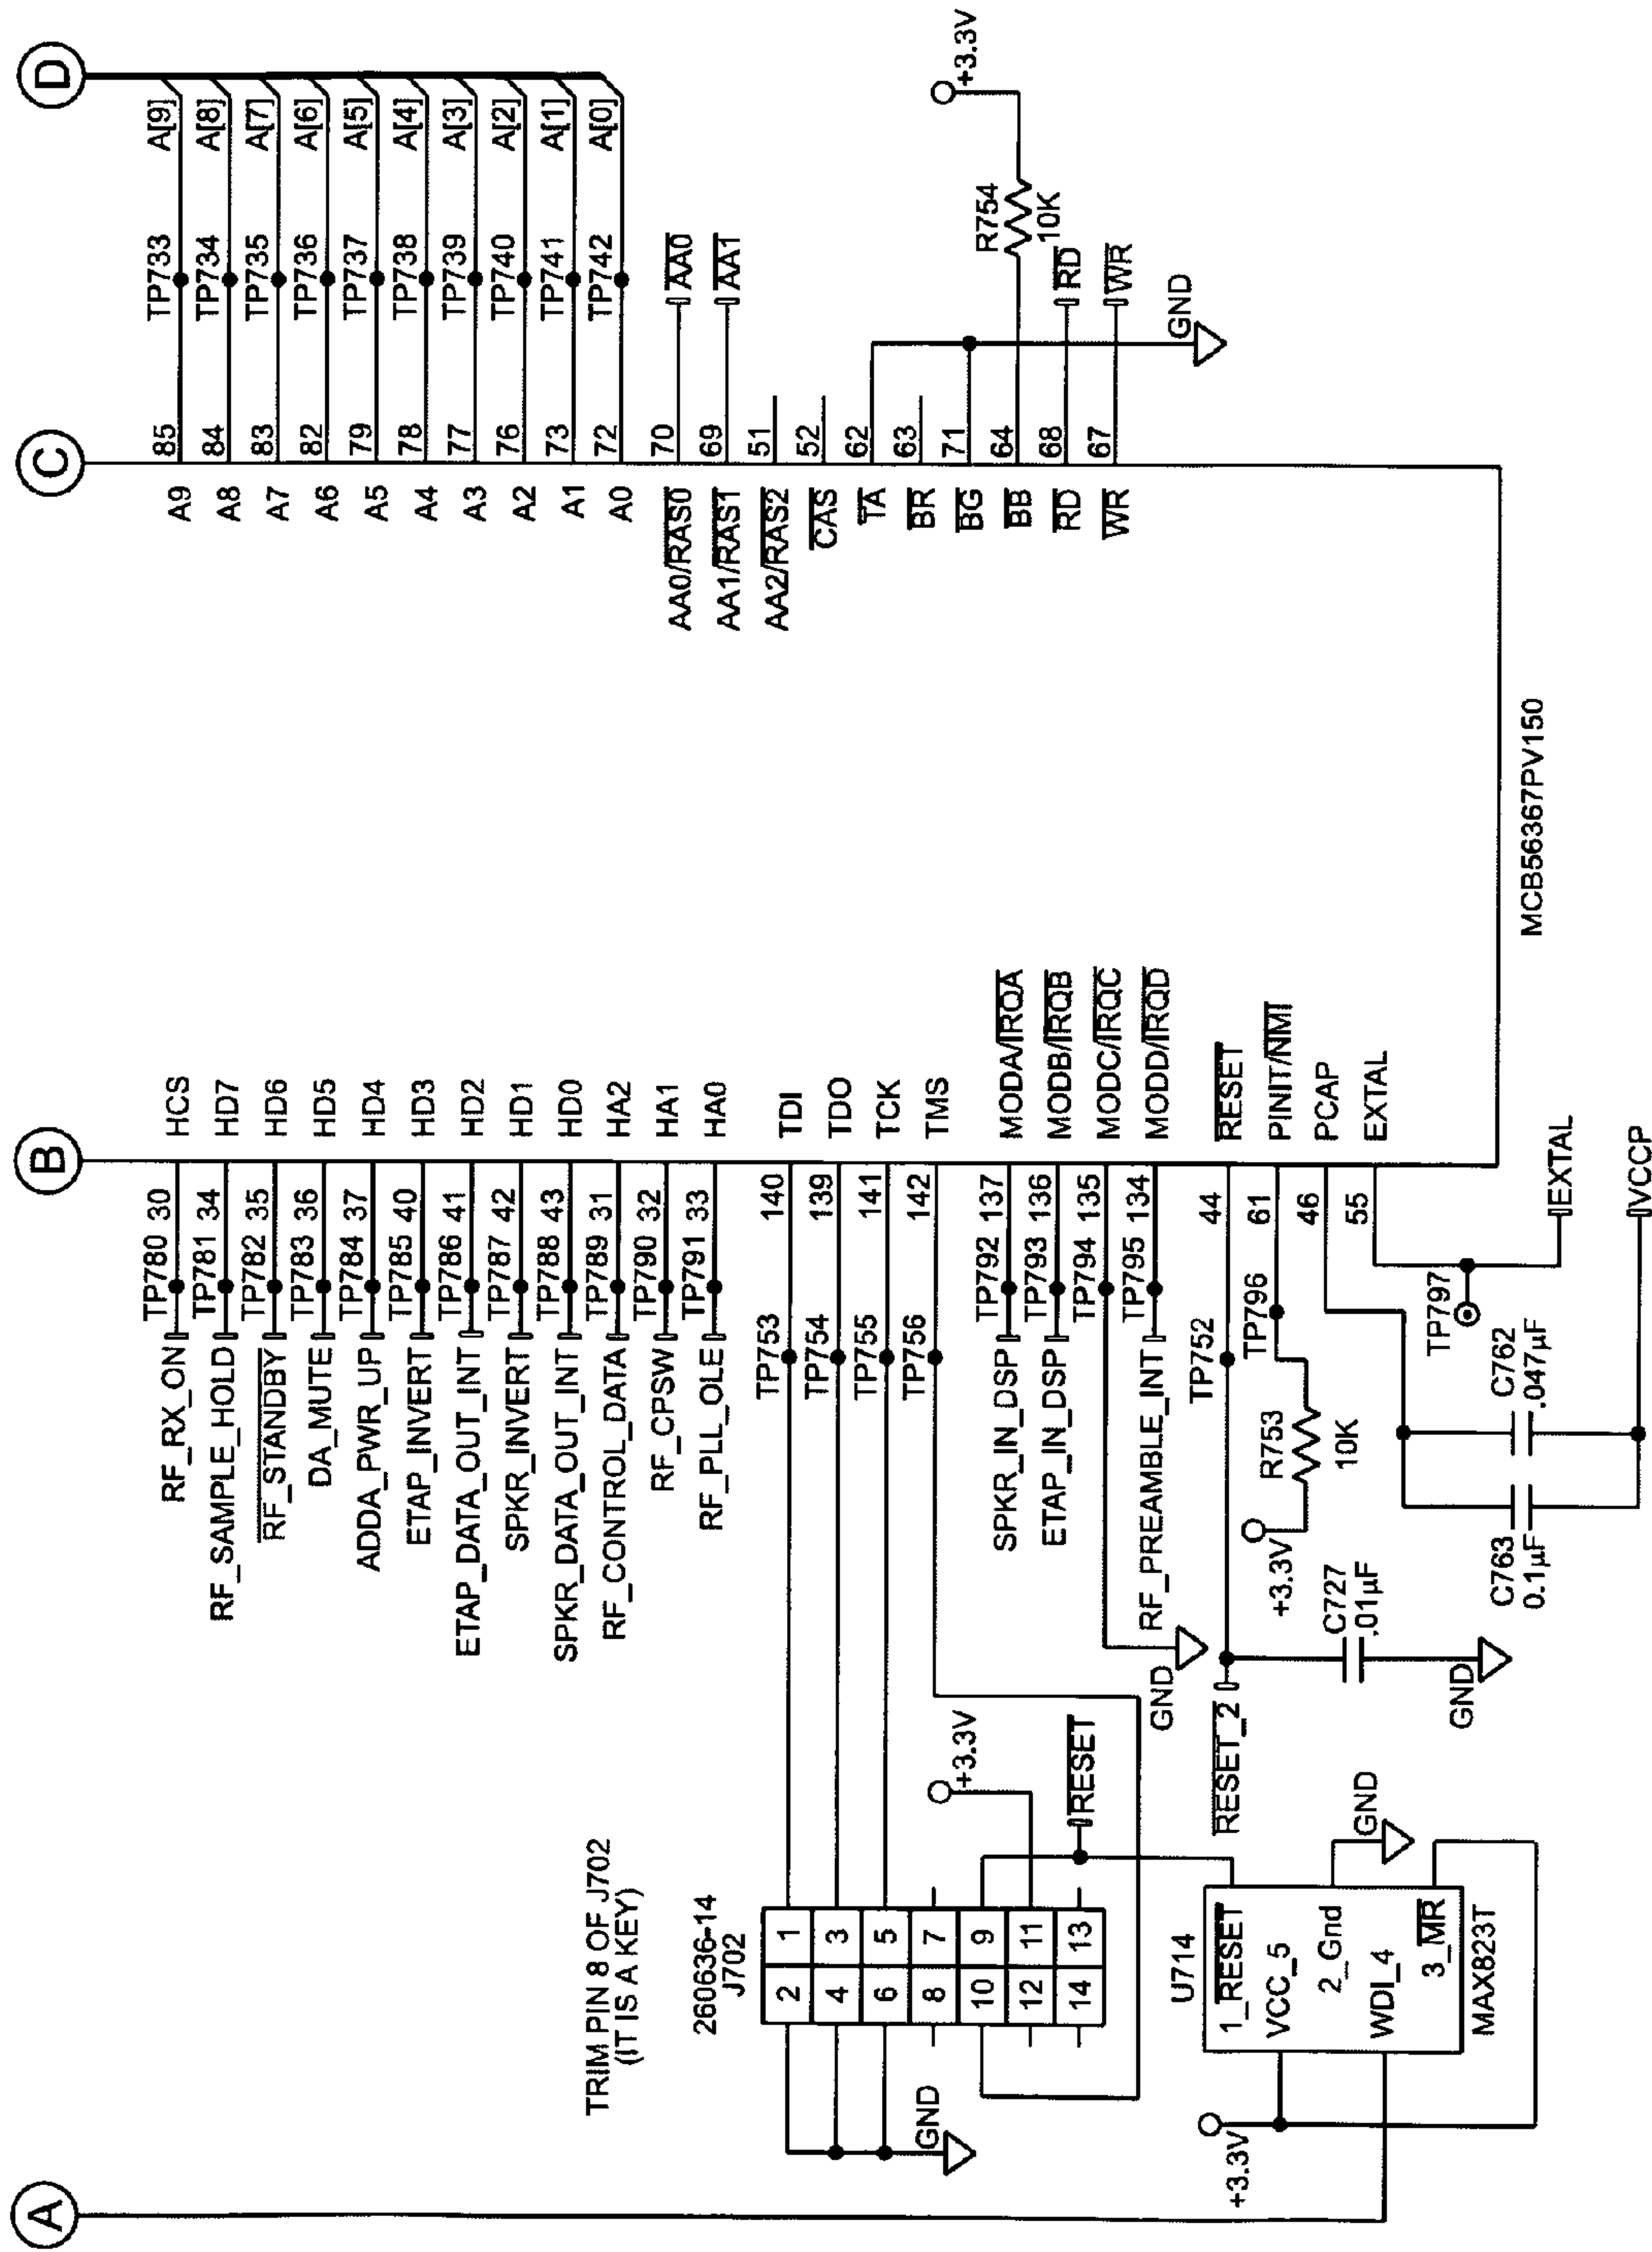 A
B
C
D
RF_RX_ON TP780 30 HCS
RF_SAMPLE_HOLD TP781 34 HD7
RF_STANDBY TP782 35 HD6
DA_MUTE TP783 36 HD5
ADDA_PWR_UP TP784 37 HD4
ETAP_INVERT TP785 40 HD3
ETAP_DATA_OUT_INT TP786 41 HD2
SPKR_INVERT TP787 42 HD1
SPKR_DATA_OUT_INT TP788 43 HD0
RF_CONTROL_DATA TP789 31 HA2
RF_CPSW TP790 32 HA1
RF_PLL_OLE TP791 33 HA0
TP753 140 TDI
TP754 139 TDO
TP755 141 TCK
TP756 142 TMS
SPKR_IN_DSP TP792 137 MODA/IRQA
ETAP_IN_DSP TP793 136 MODB/IRQB
TP794 135 MODC/IRQC
RF_PREAMBLE_INT TP795 134 MODD/IRQD
GND
TP752 44 RESET
TP796 61 PINIT/NMI
46 PCAP
55 EXTAL
RESET_2
R753
10K
+3.3V
C727
.01µF
GND
C763
0.1µF
C762
.047µF
TP797
EXTAL
VCCP
TRIM PIN 8 OF J702
(IT IS A KEY)
260636-14
J702
2 1
4 3
6 5
8 7
10 9
12 11
14 13
GND
+3.3V
RESET
U714
1_RESET
VCC_5
2_Gnd
WDI_4
3_MR
MAX823T
+3.3V
GND
A9 85 TP733 A[9]
A8 84 TP734 A[8]
A7 83 TP735 A[7]
A6 82 TP736 A[6]
A5 79 TP737 A[5]
A4 78 TP738 A[4]
A3 77 TP739 A[3]
A2 76 TP740 A[2]
A1 73 TP741 A[1]
A0 72 TP742 A[0]
AA0/RAS0 70 AA0
AA1/RAS1 69 AA1
AA2/RAS2 51
CAS 52
TA 62
BR 63
BG 71
BB 64
RD 68 RD
WR 67 WR
R754
10K
+3.3V
GND
MCB56367PV150